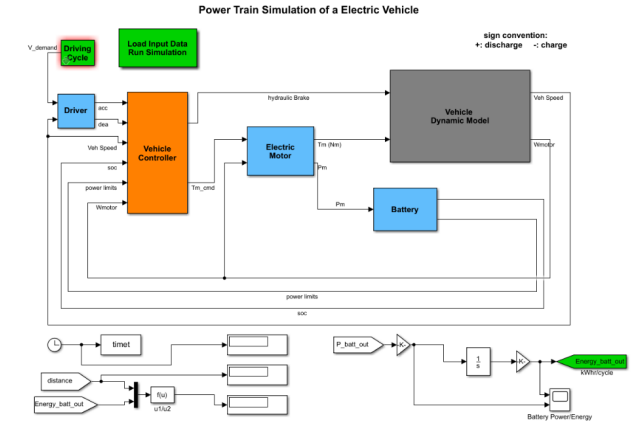 Power Train Simulation of a Electric Vehicle
sign convention:
+: discharge -: charge
V_demand
Driving
Cycle
Load Input Data
Run Simulation
Driver
acc
dea
Veh Speed
soc
power limits
Wmotor
Vehicle
Controller
hydraulic Brake
Tm_cmd
Electric
Motor
Tm (Nm)
Pm
Vehicle
Dynamic Model
Veh Speed
Wmotor
Pm
Battery
power limits
soc
timet
distance
Energy_batt_out
f(u)
u1/u2
P_batt_out
-K-
1
s
-K-
Energy_batt_out
kWhr/cycle
Battery Power/Energy